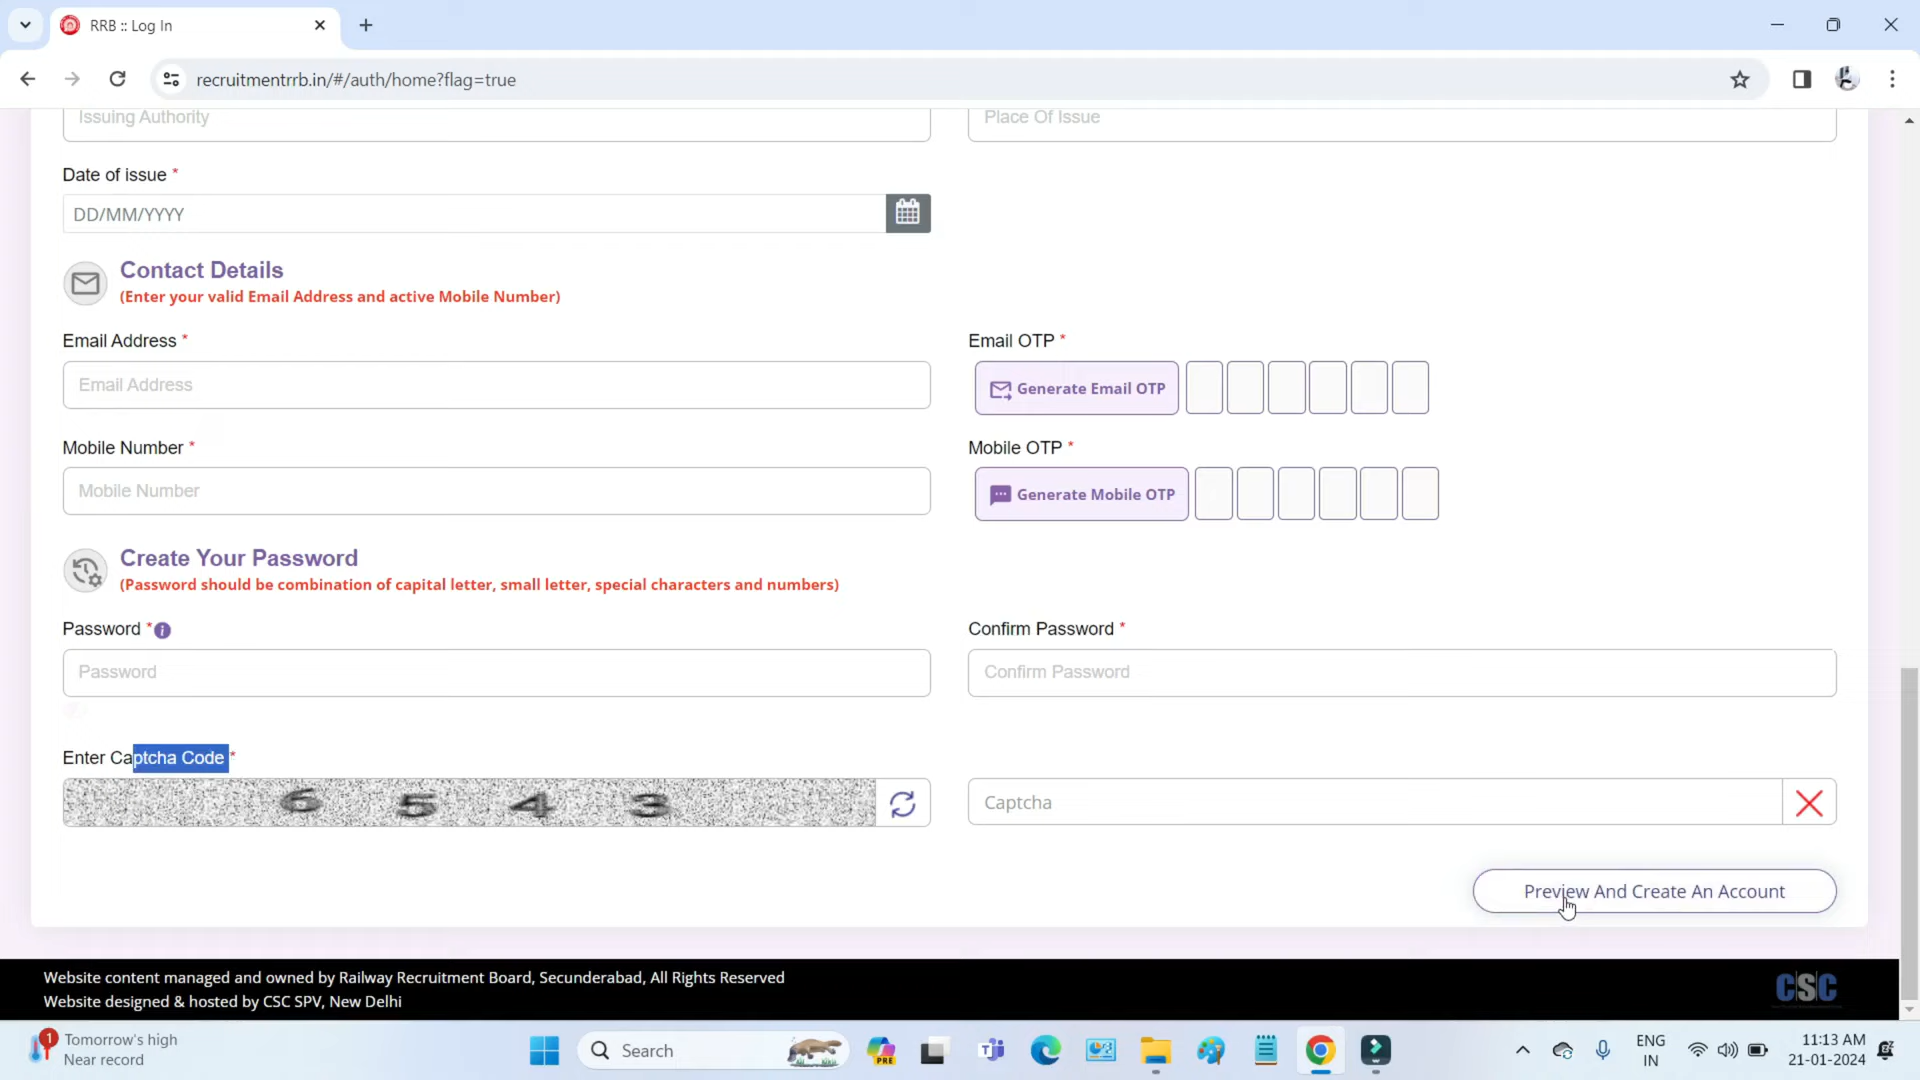 RRB :: Log In
recruitmentrrb.in/#/auth/home?flag=true
Issuing Authority
Place Of Issue
Date of issue *
DD/MM/YYYY
Contact Details
(Enter your valid Email Address and active Mobile Number)
Email Address *
Email OTP *
Email Address
Generate Email OTP
Mobile Number *
Mobile OTP *
Mobile Number
Generate Mobile OTP
Create Your Password
(Password should be combination of capital letter, small letter, special characters and numbers)
Password *
Confirm Password *
Password
Confirm Password
Enter Captcha Code *
6 5 4 3
Captcha
Preview And Create An Account
Website content managed and owned by Railway Recruitment Board, Secunderabad, All Rights Reserved
Website designed & hosted by CSC SPV, New Delhi
CSC
1
Tomorrow's high
Near record
Search
PRE
ENG
IN
11:13 AM
21-01-2024